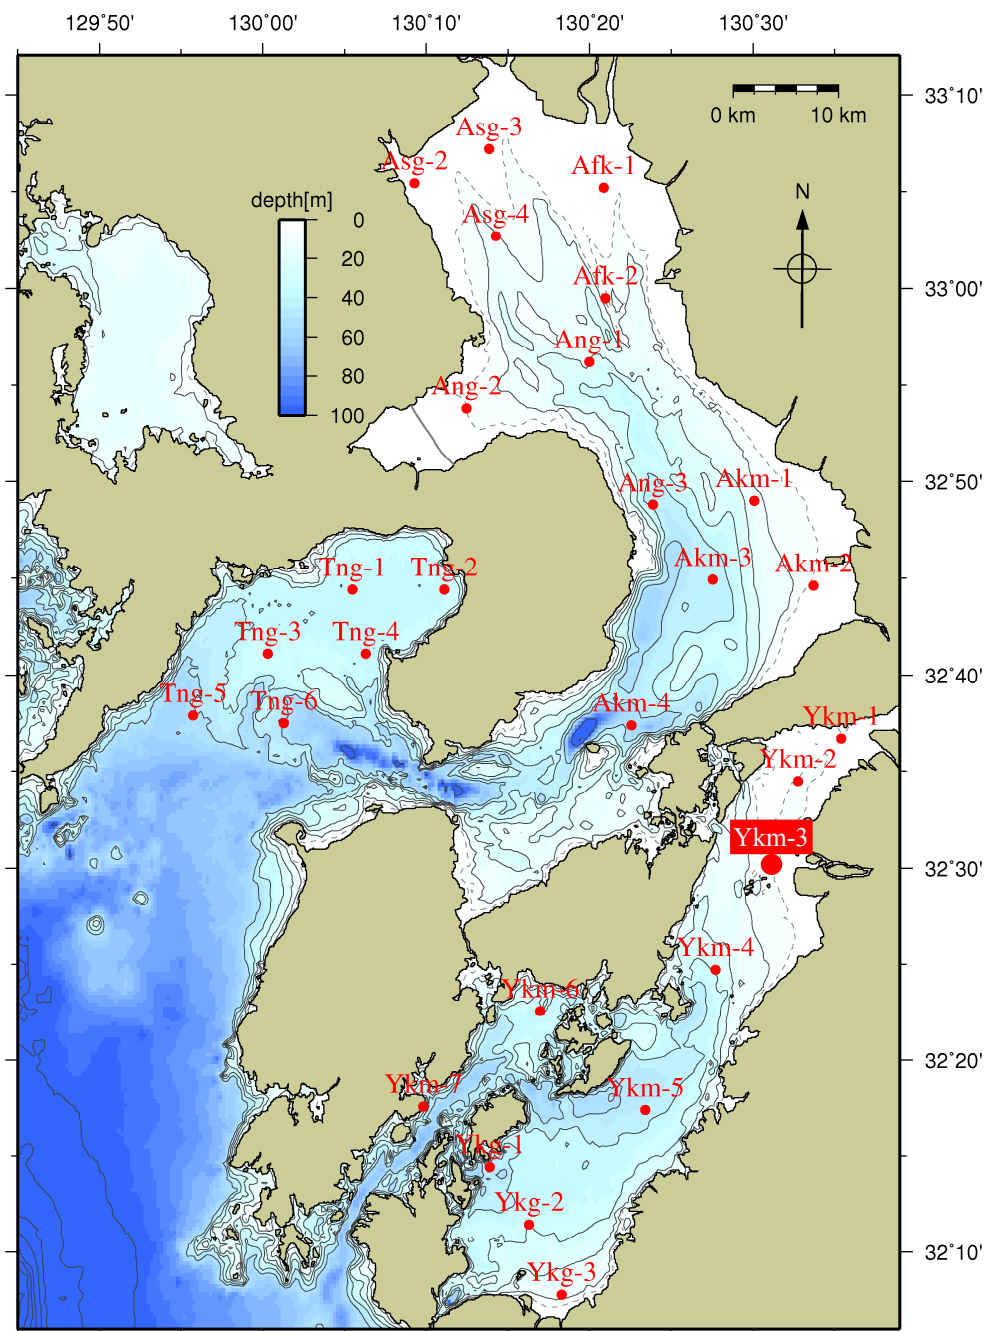 129°50' 130°00' 130°10' 130°20' 130°30'
33°10'
33°00'
32°50'
32°40'
32°30'
32°20'
32°10'
0 km 10 km
N
depth[m]
0
20
40
60
80
100
Asg-3
Asg-2
Afk-1
Asg-4
Afk-2
Ang-1
Ang-2
Ang-3
Akm-1
Akm-3
Akm-2
Tng-1
Tng-2
Tng-3
Tng-4
Tng-5
Tng-6
Akm-4
Ykm-1
Ykm-2
Ykm-3
Ykm-4
Ykm-6
Ykm-7
Ykm-5
Ykg-1
Ykg-2
Ykg-3